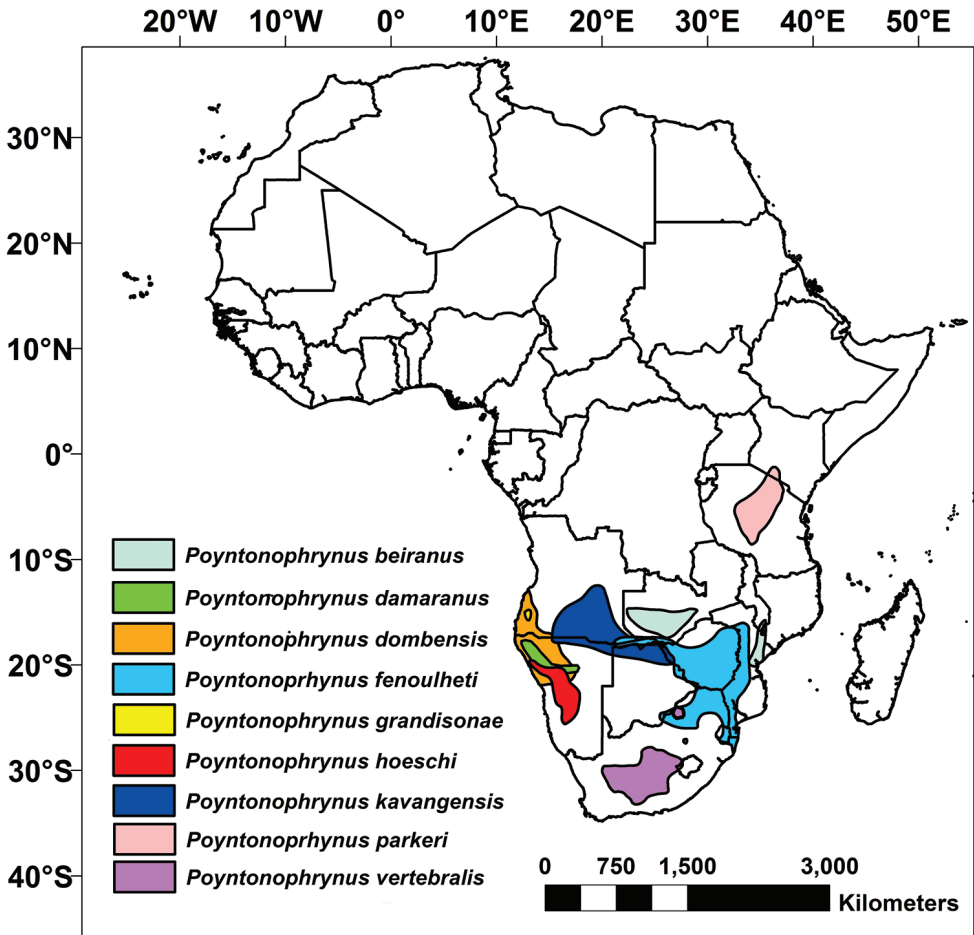 20°W 10°W 0° 10°E 20°E 30°E 40°E 50°E
30°N
20°N
10°N
0°
10°S
20°S
30°S
40°S
Poyntonophrynus beiranus
Poyntonophrynus damaranus
Poyntonophrynus dombensis
Poyntonoprhynus fenoulheti
Poyntonophrynus grandisonae
Poyntonophrynus hoeschi
Poyntonophrynus kavangensis
Poyntonoprhynus parkeri
Poyntonophrynus vertebralis
0 750 1,500 3,000
Kilometers